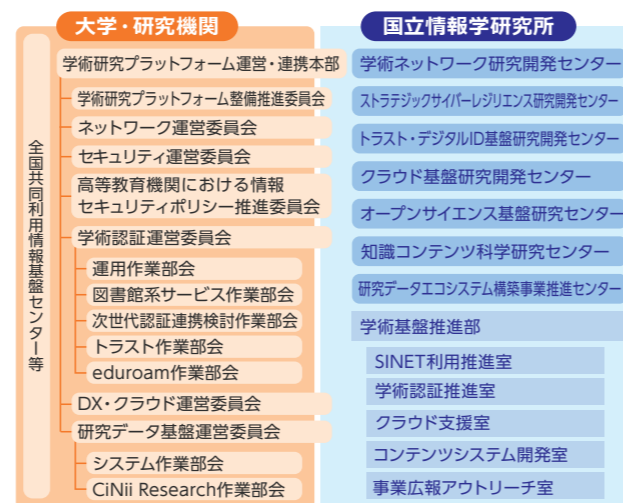 大学・研究機関
全国共同利用情報基盤センター等
学術研究プラットフォーム運営・連携本部
学術研究プラットフォーム整備推進委員会
ネットワーク運営委員会
セキュリティ運営委員会
高等教育機関における情報
セキュリティポリシー推進委員会
学術認証運営委員会
運用作業部会
図書館系サービス作業部会
次世代認証連携検討作業部会
トラスト作業部会
eduroam作業部会
DX・クラウド運営委員会
研究データ基盤運営委員会
システム作業部会
CiNii Research作業部会
国立情報学研究所
学術ネットワーク研究開発センター
ストラテジックサイバーレジリエンス研究開発センター
トラスト・デジタルID基盤研究開発センター
クラウド基盤研究開発センター
オープンサイエンス基盤研究センター
知識コンテンツ科学研究センター
研究データエコシステム構築事業推進センター
学術基盤推進部
SINET利用推進室
学術認証推進室
クラウド支援室
コンテンツシステム開発室
事業広報アウトリーチ室